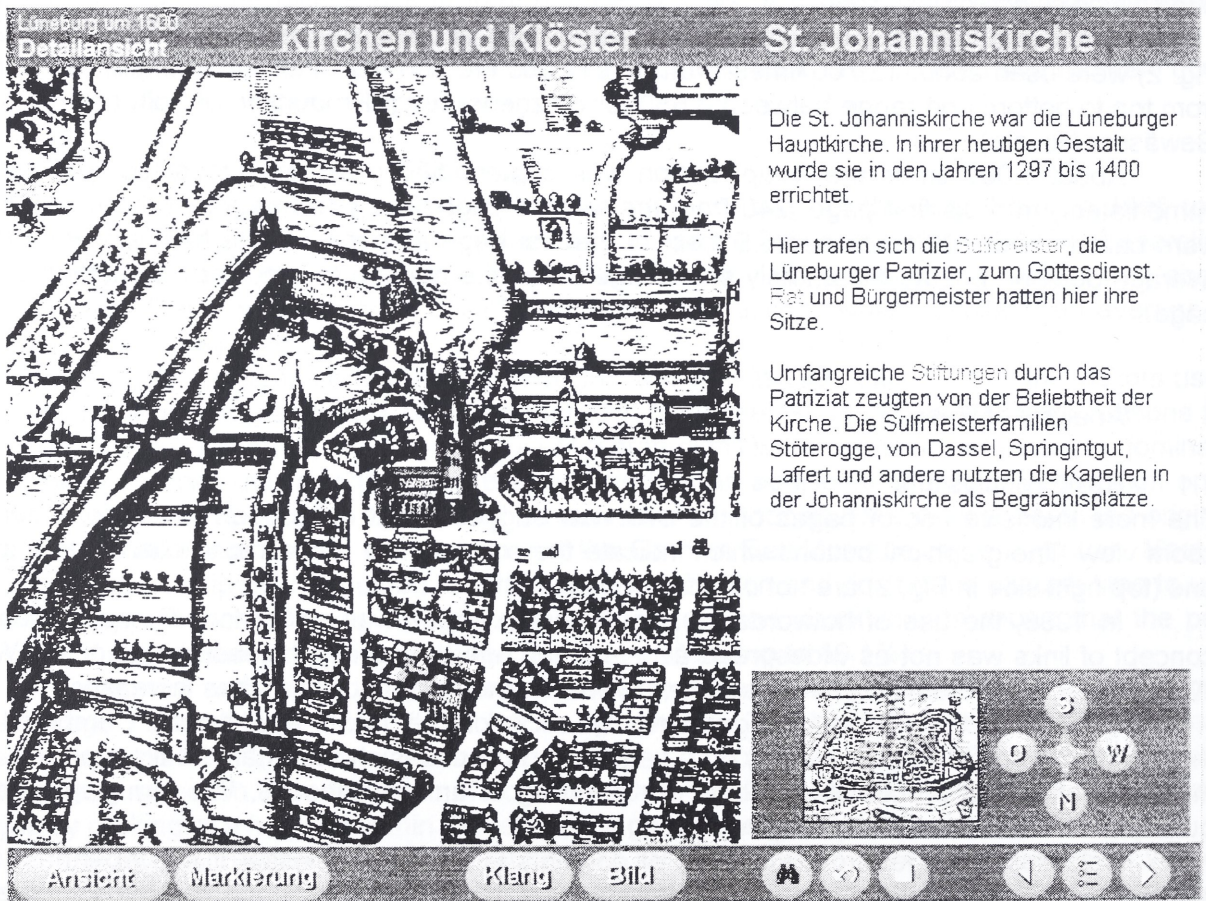 Lüneburg um 1600
Detailansicht
Kirchen und Klöster
St. Johanniskirche
Die St. Johanniskirche war die Lüneburger
Hauptkirche. In ihrer heutigen Gestalt
wurde sie in den Jahren 1297 bis 1400
errichtet.
Hier trafen sich die Sülfmeister, die
Lüneburger Patrizier, zum Gottesdienst.
Rat und Bürgermeister hatten hier ihre
Sitze.
Umfangreiche Stiftungen durch das
Patriziat zeugten von der Beliebtheit der
Kirche. Die Sülfmeisterfamilien
Stöterogge, von Dassel, Springintgut,
Laffert und andere nutzten die Kapellen in
der Johanniskirche als Begräbnisplätze.
S
O W
N
Ansicht Markierung Klang Bild